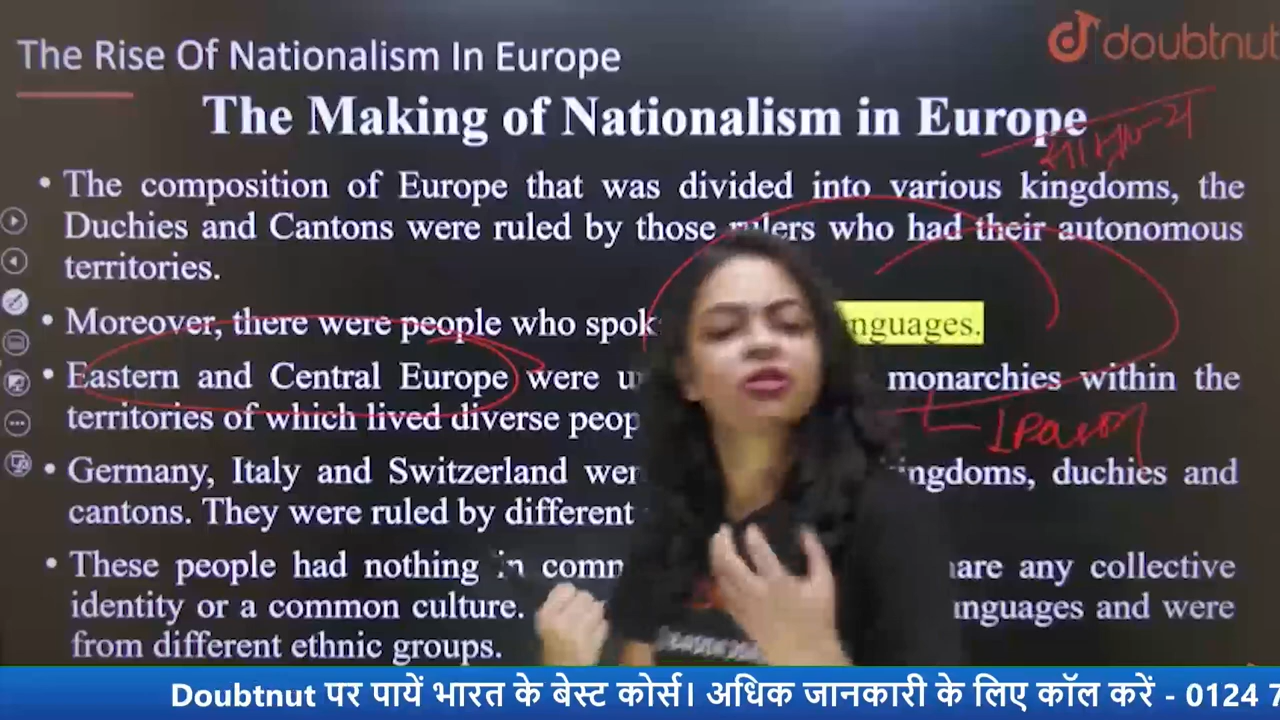 The Rise Of Nationalism In Europe
doubtnut
The Making of Nationalism in Europe
• The composition of Europe that was divided into various kingdoms, the
Duchies and Cantons were ruled by those rulers who had their autonomous
territories.
• Moreover, there were people who spok nguages.
• Eastern and Central Europe were u monarchies within the
territories of which lived diverse peop
1 Person
• Germany, Italy and Switzerland wer ingdoms, duchies and
cantons. They were ruled by different
• These people had nothing in comm are any collective
identity or a common culture. nguages and were
from different ethnic groups.
Doubtnut पर पायें भारत के बेस्ट कोर्स। अधिक जानकारी के लिए कॉल करें - 0124 7